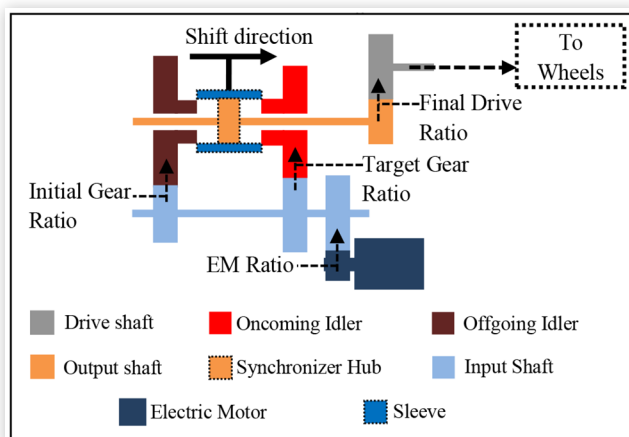 Shift direction
To
Wheels
Final Drive
Ratio
Target Gear
Ratio
Initial Gear
Ratio
EM Ratio
Drive shaft
Oncoming Idler
Offgoing Idler
Output shaft
Synchronizer Hub
Input Shaft
Electric Motor
Sleeve